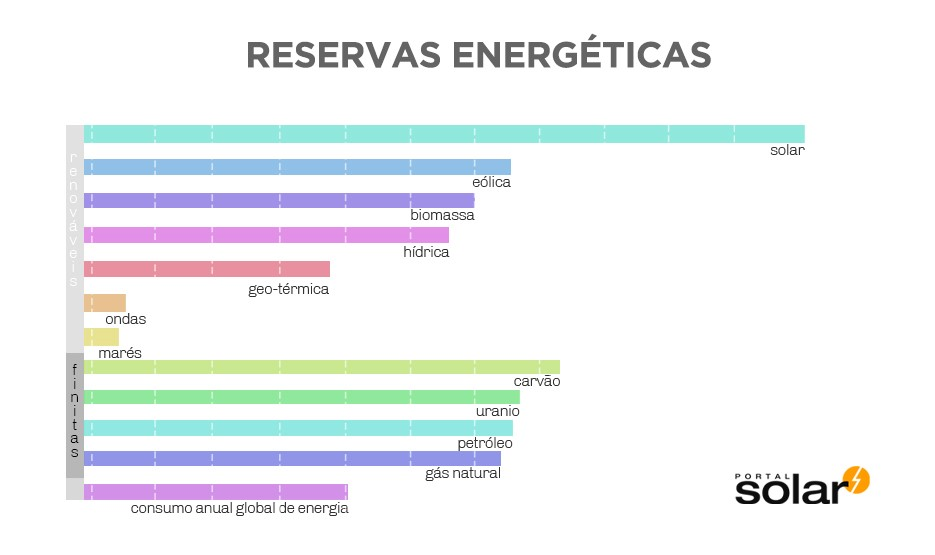 RESERVAS ENERGÉTICAS
renováveis
solar
eólica
biomassa
hídrica
geo-térmica
ondas
marés
finitas
carvão
uranio
petróleo
gás natural
consumo anual global de energia
PORTAL
solar